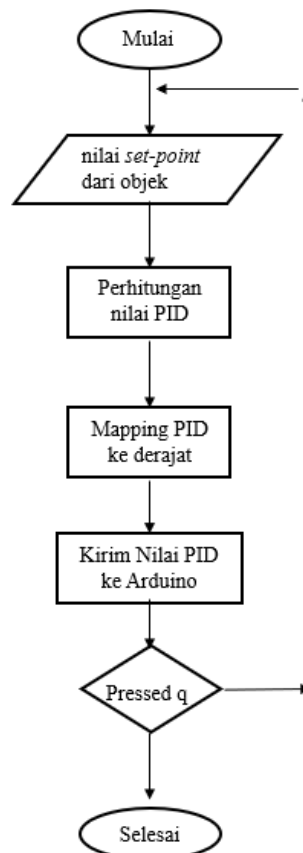 Mulai
nilai set-point
dari objek
Perhitungan
nilai PID
Mapping PID
ke derajat
Kirim Nilai PID
ke Arduino
Pressed q
Selesai